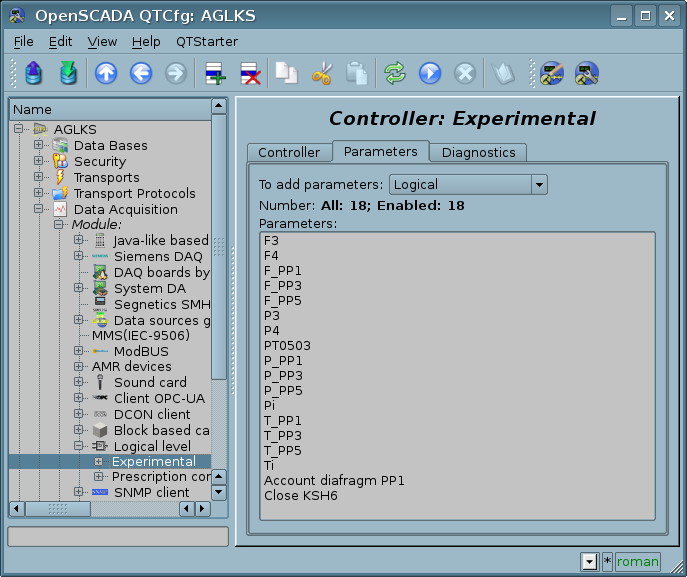 OpenSCADA QTCfg: AGLKS
File Edit View Help QTStarter
Name
AGLKS
Data Bases
Security
Transports
Transport Protocols
Data Acquisition
Module:
Java-like based
Siemens DAQ
DAQ boards by
System DA
Segnetics SMH
Data sources g
MMS(IEC-9506)
ModBUS
AMR devices
Sound card
Client OPC-UA
DCON client
Block based ca
Logical level
Experimental
Prescription cor
SNMP client
Controller: Experimental
Controller Parameters Diagnostics
To add parameters: Logical
Number: All: 18; Enabled: 18
Parameters:
F3
F4
F_PP1
F_PP3
F_PP5
P3
P4
PT0503
P_PP1
P_PP3
P_PP5
Pi
T_PP1
T_PP3
T_PP5
Ti
Account diafragm PP1
Close KSH6
* roman